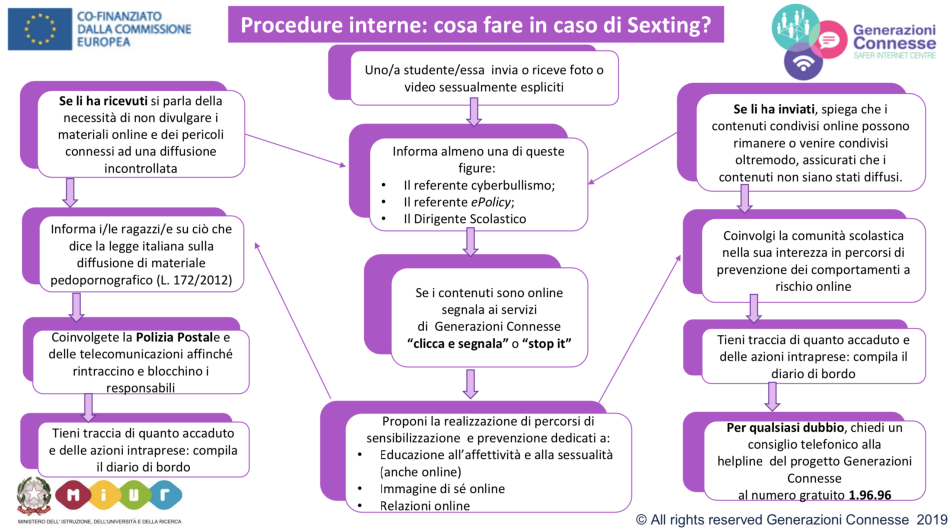 CO-FINANZIATO
DALLA COMMISSIONE
EUROPEA
Procedure interne: cosa fare in caso di Sexting?
Generazioni
Connesse
SAFER INTERNET CENTRE
Uno/a studente/essa invia o riceve foto o
video sessualmente espliciti
Se li ha ricevuti si parla della
necessità di non divulgare i
materiali online e dei pericoli
connessi ad una diffusione
incontrollata
Informa i/le ragazzi/e su ciò che
dice la legge italiana sulla
diffusione di materiale
pedopornografico (L. 172/2012)
Coinvolgete la Polizia Postale e
delle telecomunicazioni affinché
rintraccino e blocchino i
responsabili
Tieni traccia di quanto accaduto
e delle azioni intraprese: compila
il diario di bordo
Informa almeno una di queste
figure:
• Il referente cyberbullismo;
• Il referente ePolicy;
• Il Dirigente Scolastico
Se i contenuti sono online
segnala ai servizi
di Generazioni Connesse
“clicca e segnala” o “stop it”
Proponi la realizzazione di percorsi di
sensibilizzazione e prevenzione dedicati a:
• Educazione all’affettività e alla sessualità
(anche online)
• Immagine di sé online
• Relazioni online
Se li ha inviati, spiega che i
contenuti condivisi online possono
rimanere o venire condivisi
oltremodo, assicurati che i
contenuti non siano stati diffusi.
Coinvolgi la comunità scolastica
nella sua interezza in percorsi di
prevenzione dei comportamenti a
rischio online
Tieni traccia di quanto accaduto e
delle azioni intraprese: compila il
diario di bordo
Per qualsiasi dubbio, chiedi un
consiglio telefonico alla
helpline del progetto Generazioni
Connesse
al numero gratuito 1.96.96
miur
MINISTERO DELL’ISTRUZIONE, DELL’UNIVERSITÀ E DELLA RICERCA
© All rights reserved Generazioni Connesse 2019